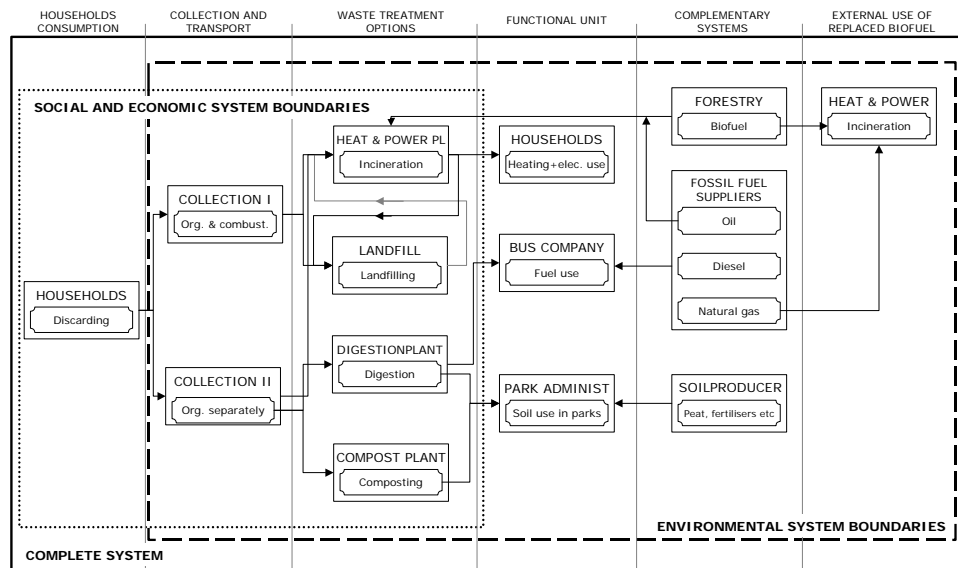 HOUSEHOLDS
CONSUMPTION
COLLECTION AND
TRANSPORT
WASTE TREATMENT
OPTIONS
FUNCTIONAL UNIT
COMPLEMENTARY
SYSTEMS
EXTERNAL USE OF
REPLACED BIOFUEL
SOCIAL AND ECONOMIC SYSTEM BOUNDARIES
HOUSEHOLDS
Discarding
COLLECTION I
Org. & combust.
COLLECTION II
Org. separately
HEAT & POWER PL
Incineration
LANDFILL
Landfilling
DIGESTIONPLANT
Digestion
COMPOST PLANT
Composting
HOUSEHOLDS
Heating+elec. use
BUS COMPANY
Fuel use
PARK ADMINIST
Soil use in parks
FORESTRY
Biofuel
FOSSIL FUEL
SUPPLIERS
Oil
Diesel
Natural gas
SOILPRODUCER
Peat, fertilisers etc
HEAT & POWER
Incineration
ENVIRONMENTAL SYSTEM BOUNDARIES
COMPLETE SYSTEM